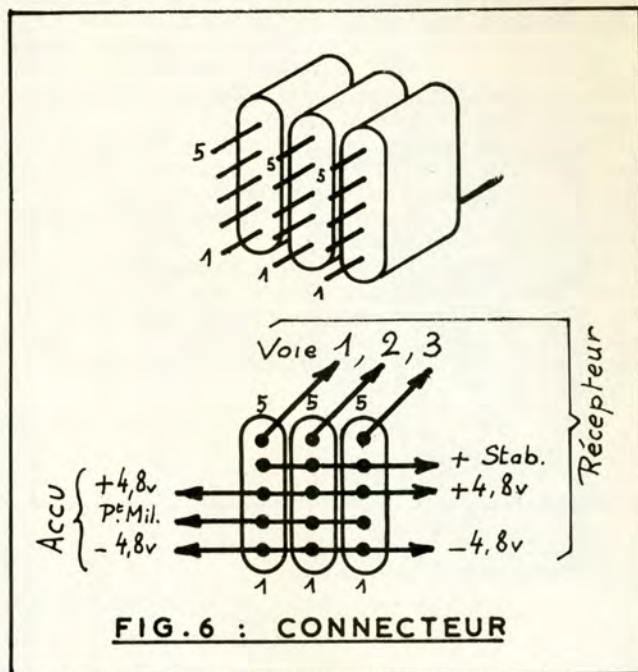 5
5
5
1
1
1
Voie 1, 2, 3
Récepteur
5 5 5
+ Stab.
Accu
+4,8v
+4,8v
Pt. Mil.
-4,8v
-4,8v
1 1 1
FIG.6 : CONNECTEUR